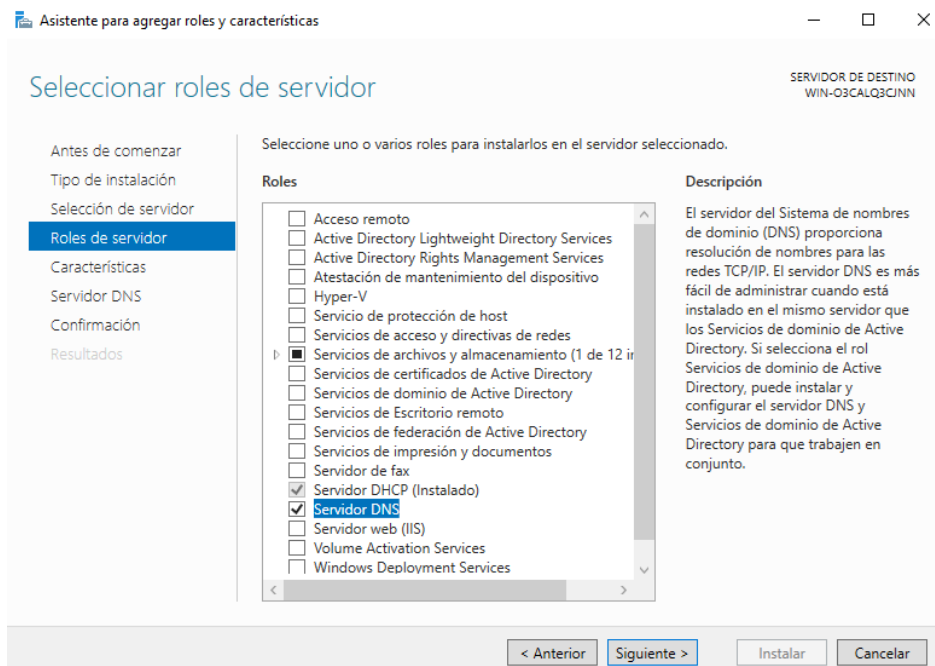 Asistente para agregar roles y características
Seleccionar roles de servidor
SERVIDOR DE DESTINO
WIN-O3CALQ3CJNN
Antes de comenzar
Tipo de instalación
Selección de servidor
Roles de servidor
Características
Servidor DNS
Confirmación
Resultados
Seleccione uno o varios roles para instalarlos en el servidor seleccionado.
Roles
Acceso remoto
Active Directory Lightweight Directory Services
Active Directory Rights Management Services
Atestación de mantenimiento del dispositivo
Hyper-V
Servicio de protección de host
Servicios de acceso y directivas de redes
Servicios de archivos y almacenamiento (1 de 12 in
Servicios de certificados de Active Directory
Servicios de dominio de Active Directory
Servicios de Escritorio remoto
Servicios de federación de Active Directory
Servicios de impresión y documentos
Servidor de fax
Servidor DHCP (Instalado)
Servidor DNS
Servidor web (IIS)
Volume Activation Services
Windows Deployment Services
Descripción
El servidor del Sistema de nombres
de dominio (DNS) proporciona
resolución de nombres para las
redes TCP/IP. El servidor DNS es más
fácil de administrar cuando está
instalado en el mismo servidor que
los Servicios de dominio de Active
Directory. Si selecciona el rol
Servicios de dominio de Active
Directory, puede instalar y
configurar el servidor DNS y
Servicios de dominio de Active
Directory para que trabajen en
conjunto.
< Anterior
Siguiente >
Instalar
Cancelar